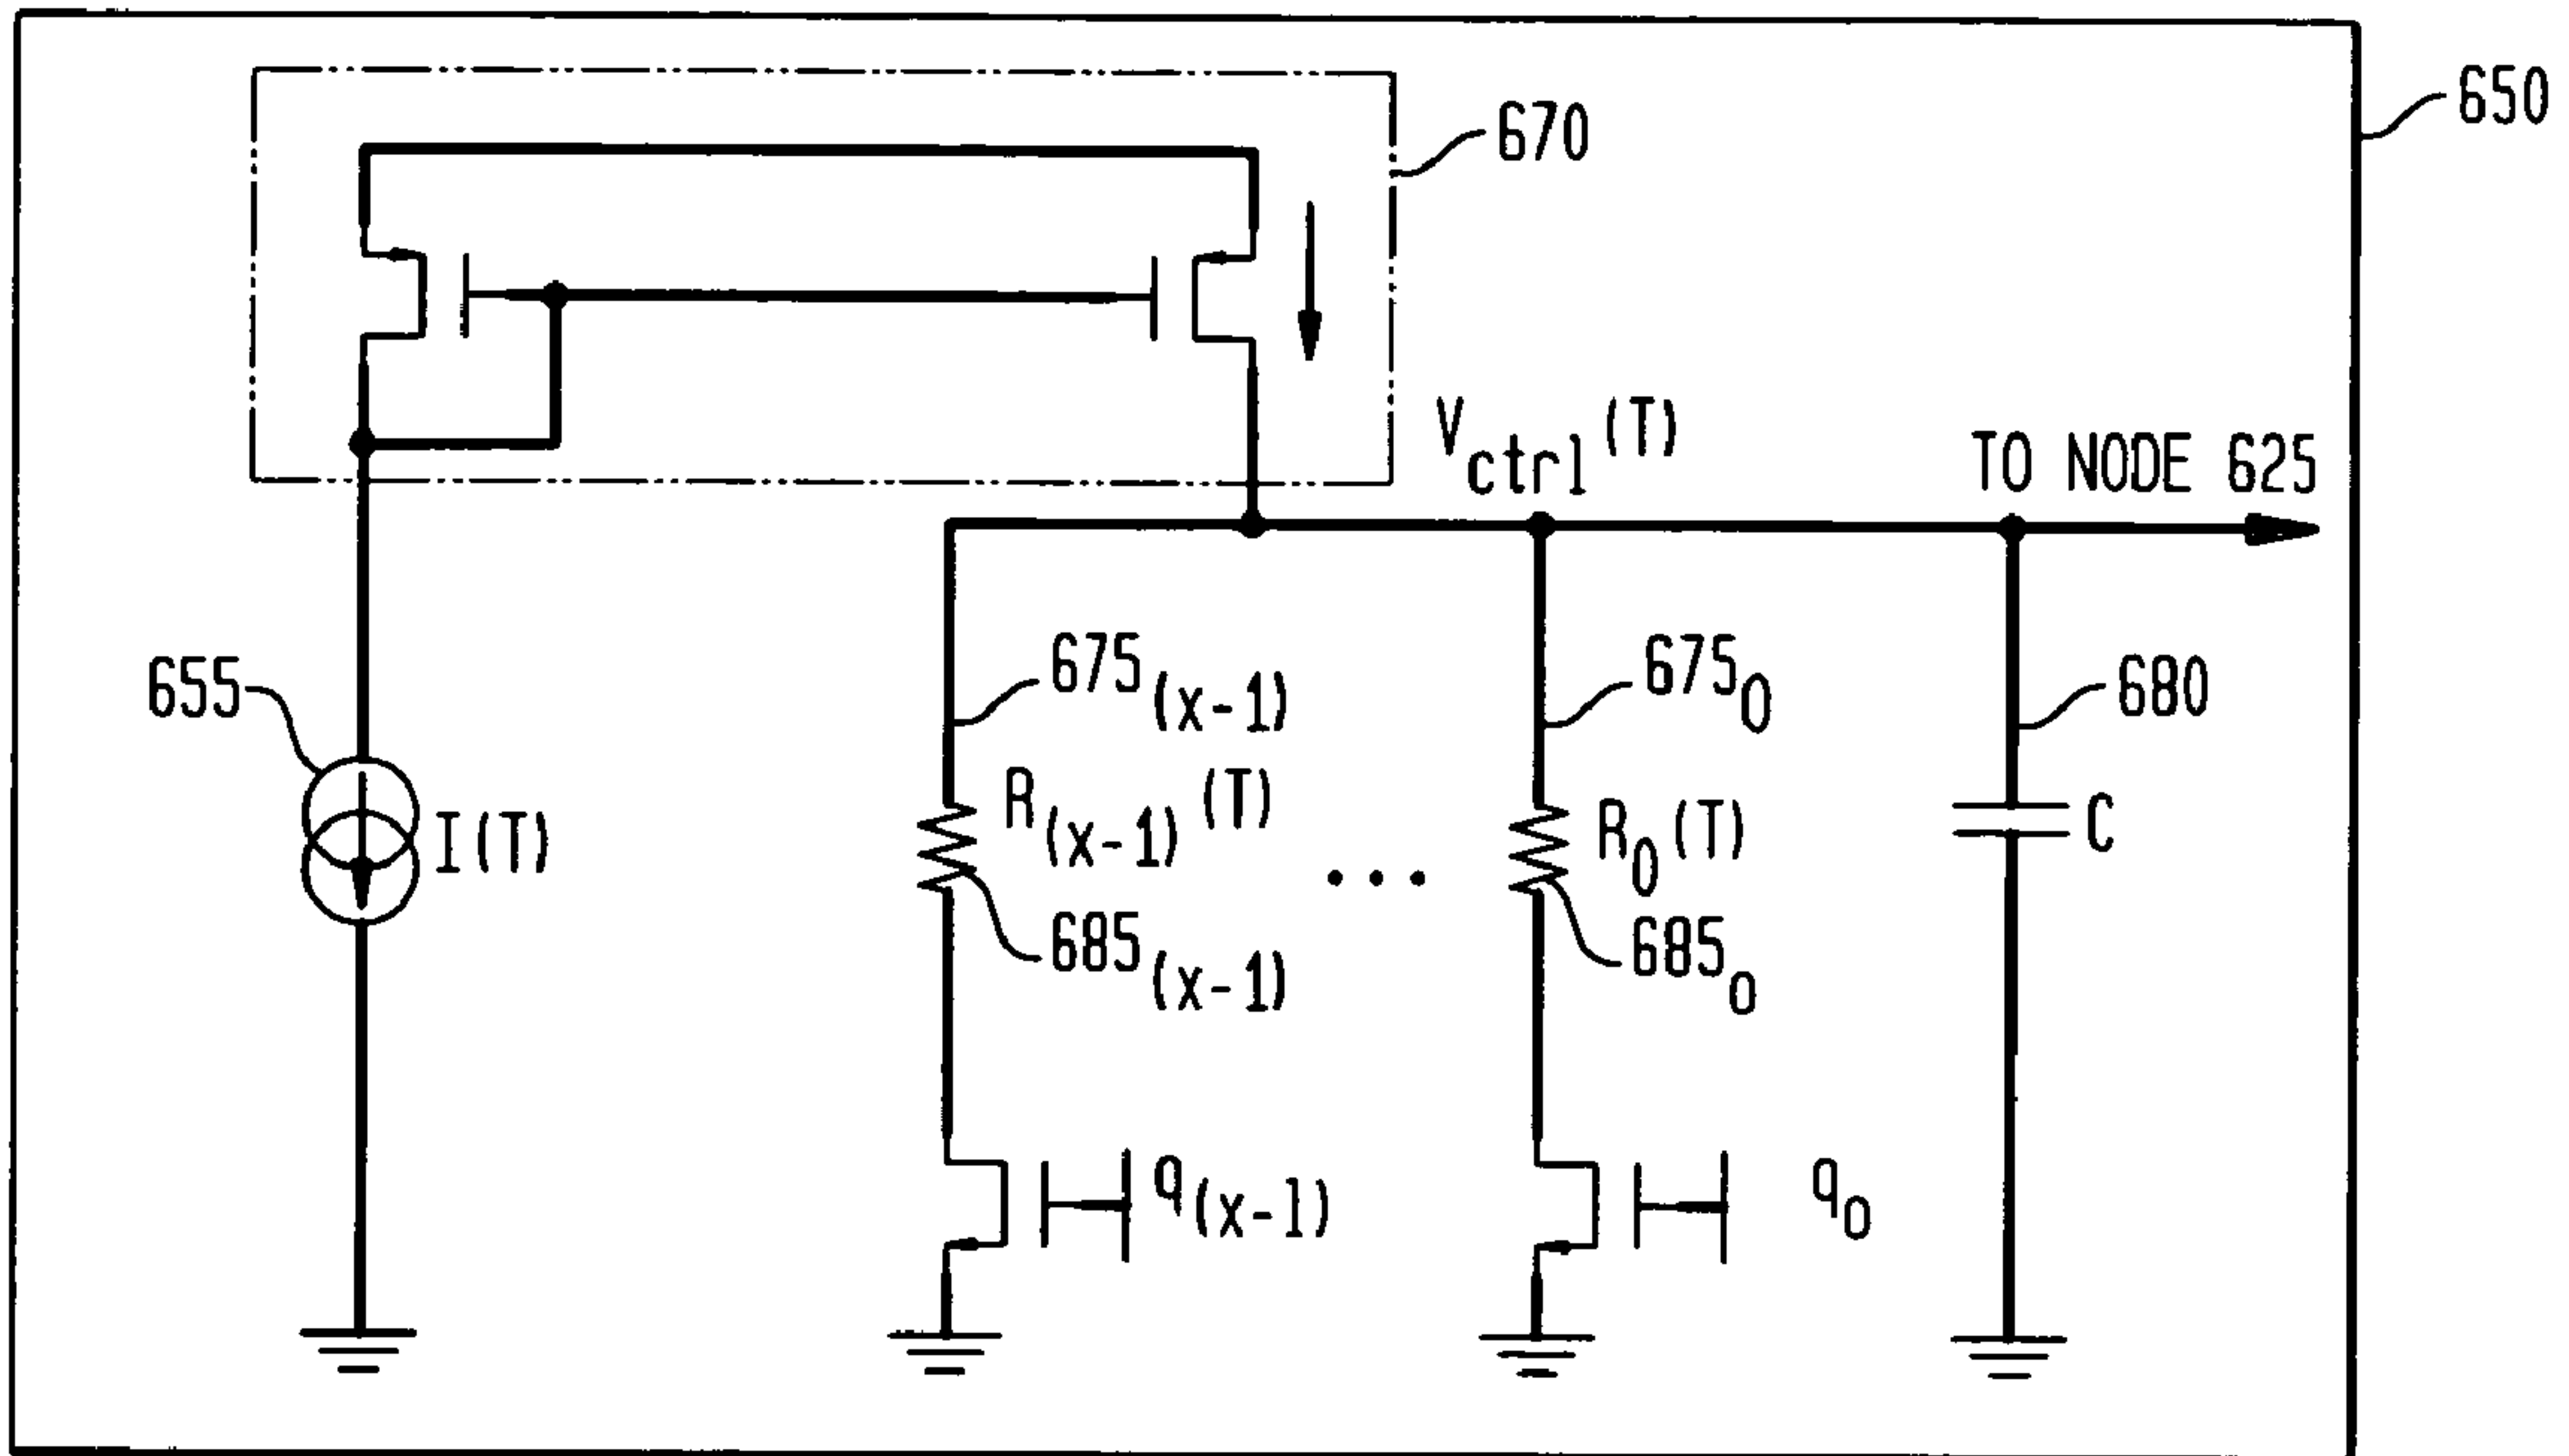 650
670
V_ctrl (T)
TO NODE 625
655
I(T)
675_(x-1)
R_(x-1) (T)
685_(x-1)
675_0
R_0 (T)
685_0
...
680
C
q_(x-1)
q_0